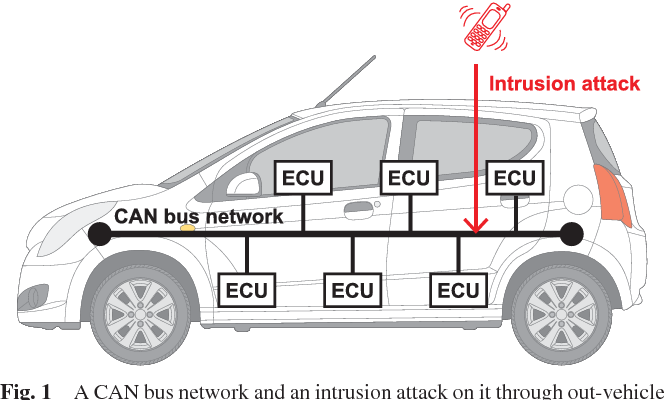 Intrusion attack
ECU ECU ECU
CAN bus network
ECU ECU ECU
Fig. 1 A CAN bus network and an intrusion attack on it through out-vehicle